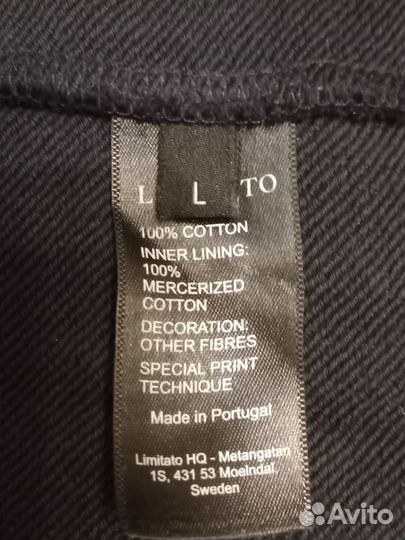 L L TO
100% COTTON
INNER LINING:
100%
MERCERIZED
COTTON
DECORATION:
OTHER FIBRES
SPECIAL PRINT
TECHNIQUE
Made in Portugal
Limitato HQ - Metangatan
1S, 431 53 Moelndal,
Sweden
Avito